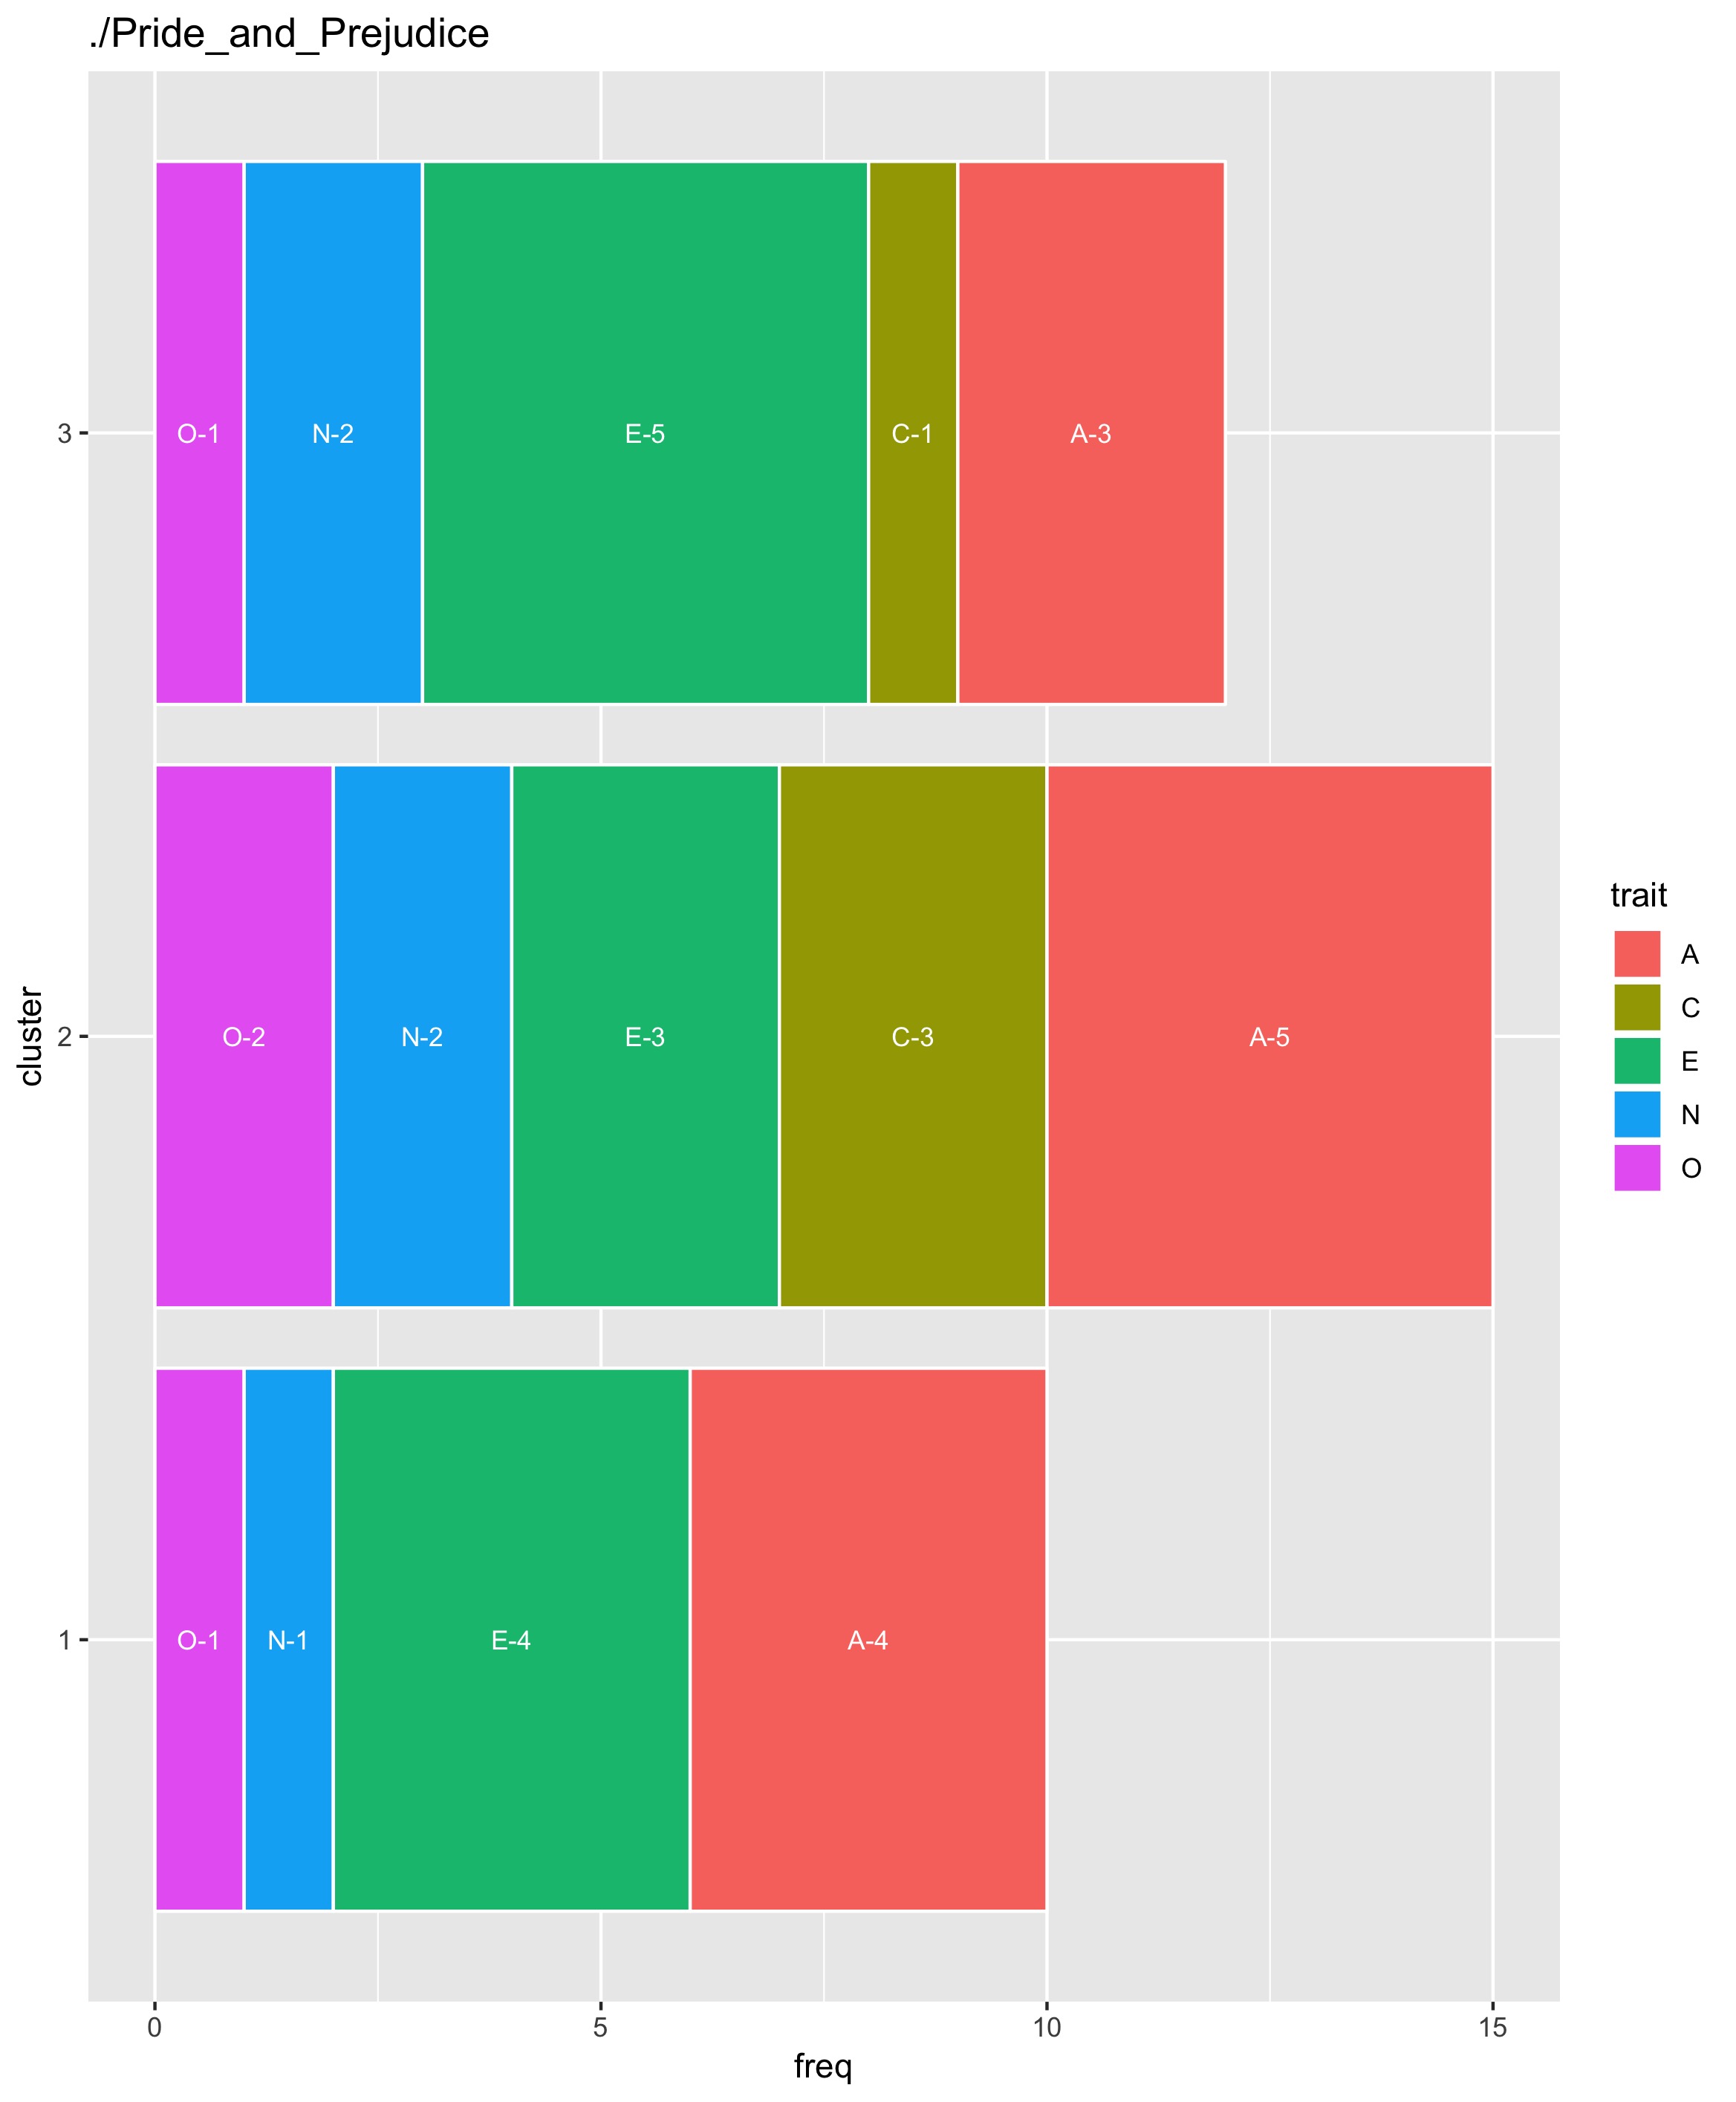 ./Pride_and_Prejudice
3
O-1 N-2 E-5 C-1 A-3
cluster
2
O-2 N-2 E-3 C-3 A-5
1
O-1 N-1 E-4 A-4
0 5 10 15
freq
trait
A
C
E
N
O